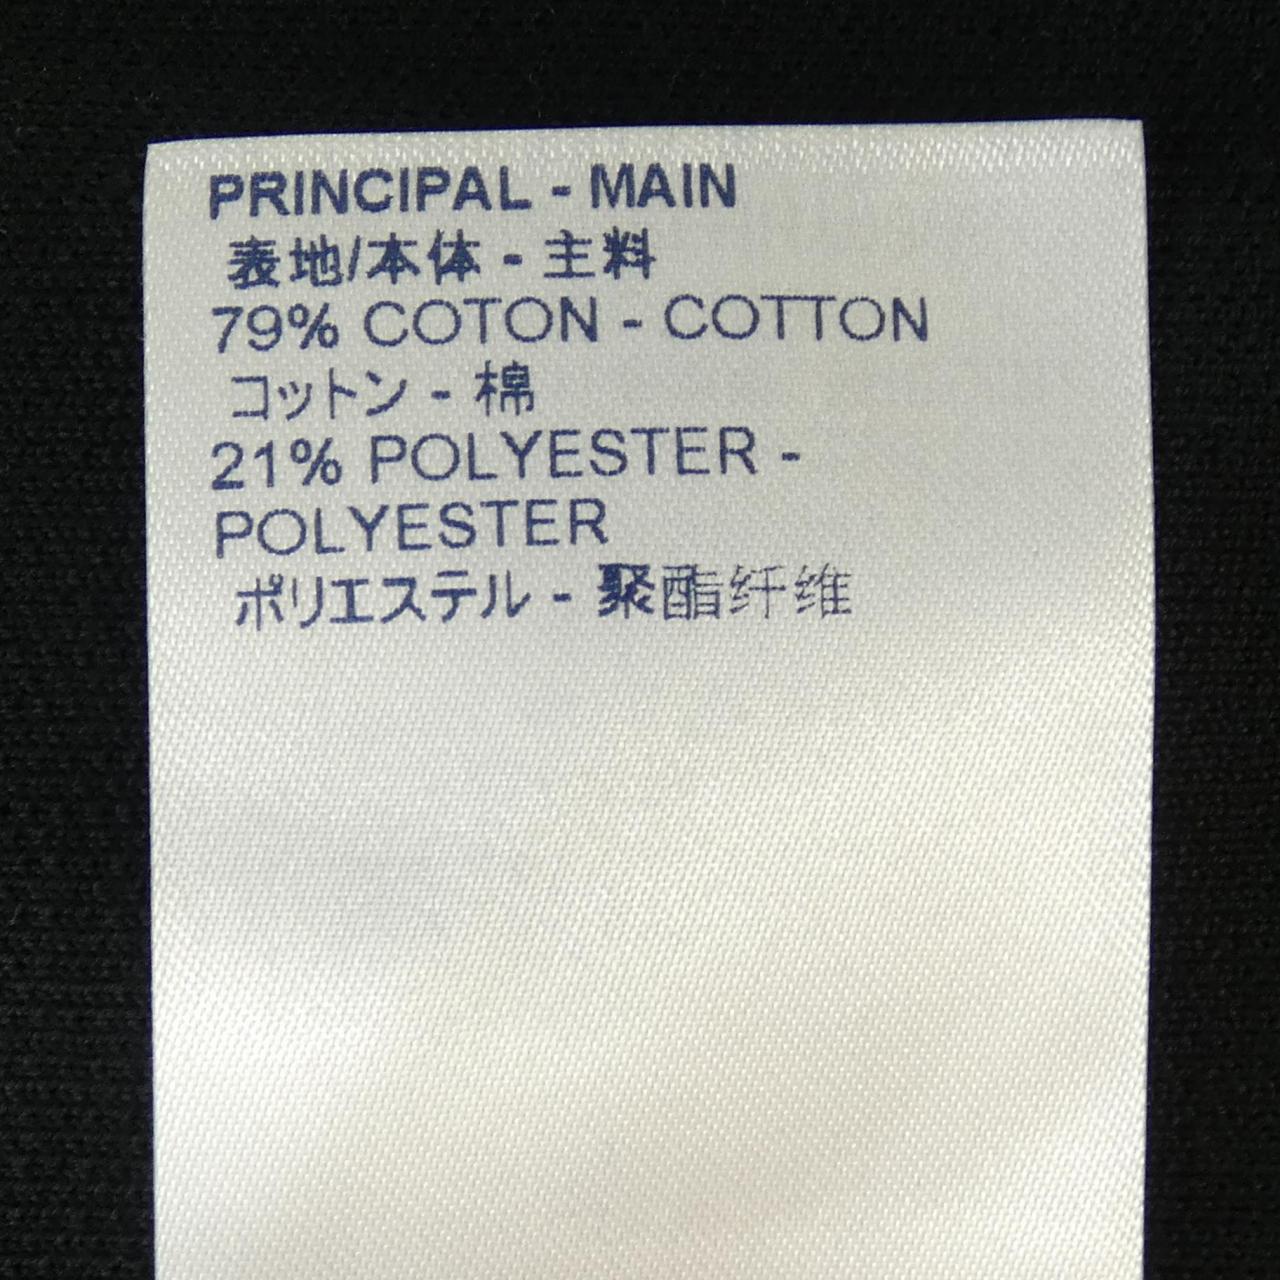 PRINCIPAL - MAIN
表地/本体 - 主料
79% COTON - COTTON
コットン - 棉
21% POLYESTER -
POLYESTER
ポリエステル - 聚酯纤维